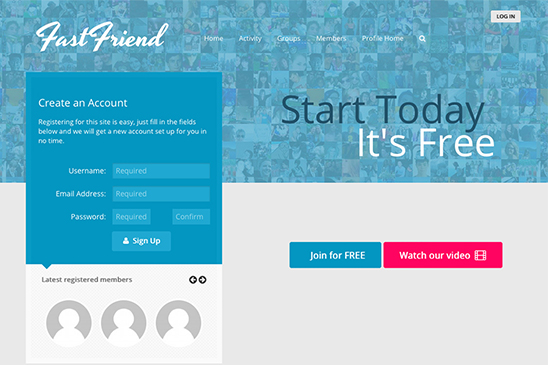 LOG IN
FastFriend
Home Activity Groups Members Profile Home
Create an Account
Registering for this site is easy, just fill in the fields
below and we will get a new account set up for you in
no time.
Username: Required
Email Address: Required
Password: Required Confirm
Sign Up
Start Today
It's Free
Join for FREE
Watch our video
Latest registered members